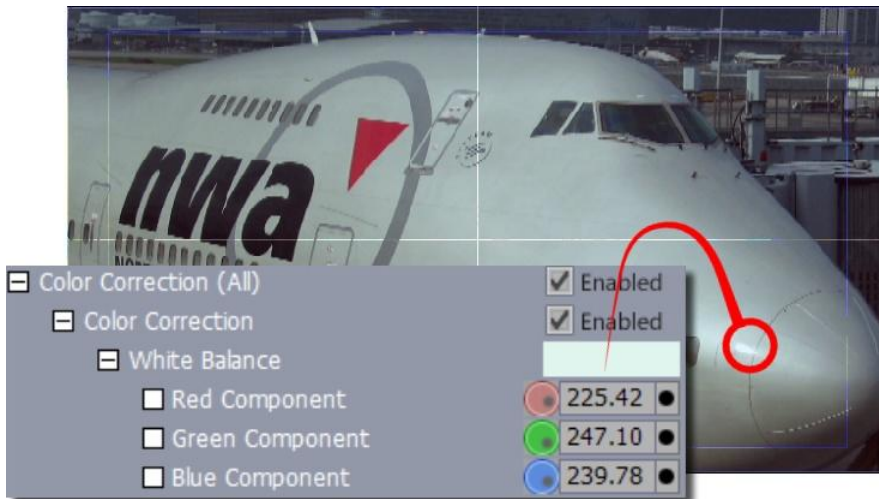 nwa
Color Correction (All)
Enabled
Color Correction
Enabled
White Balance
Red Component
225.42
Green Component
247.10
Blue Component
239.78